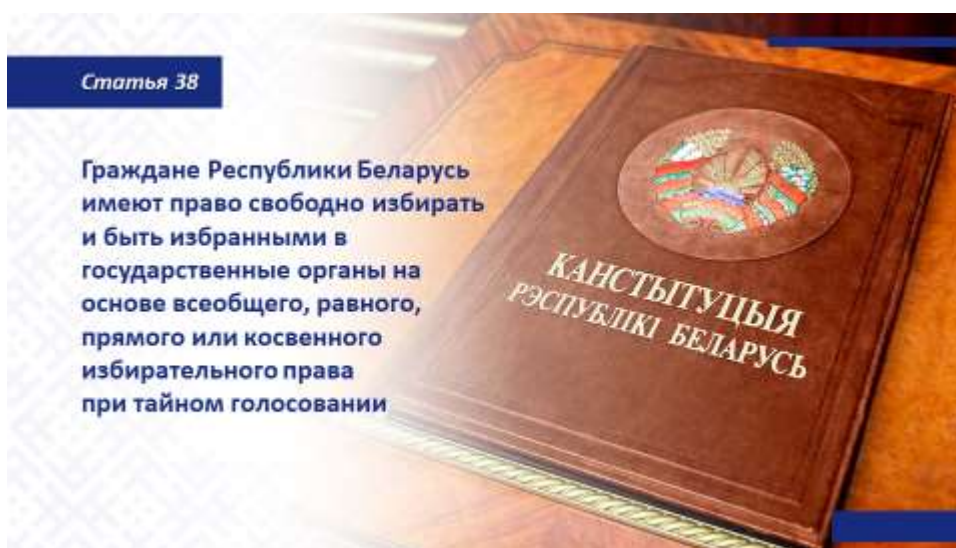 Статья 38
Граждане Республики Беларусь
имеют право свободно избирать
и быть избранными в
государственные органы на
основе всеобщего, равного,
прямого или косвенного
избирательного права
при тайном голосовании
КАНСТЫТУЦЫЯ
РЭСПУБЛІКІ БЕЛАРУСЬ